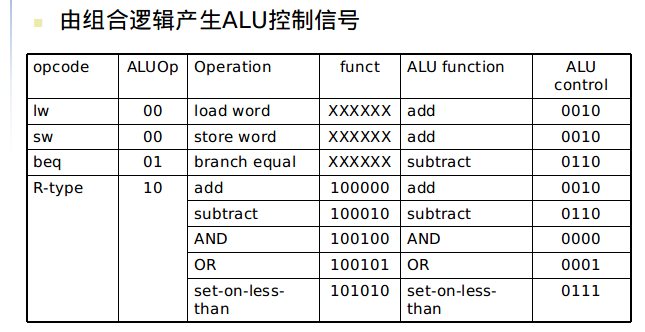 由组合逻辑产生ALU控制信号
opcode ALUOp Operation funct ALU function ALU control
lw 00 load word XXXXXX add 0010
sw 00 store word XXXXXX add 0010
beq 01 branch equal XXXXXX subtract 0110
R-type 10 add 100000 add 0010
subtract 100010 subtract 0110
AND 100100 AND 0000
OR 100101 OR 0001
set-on-less-than 101010 set-on-less-than 0111